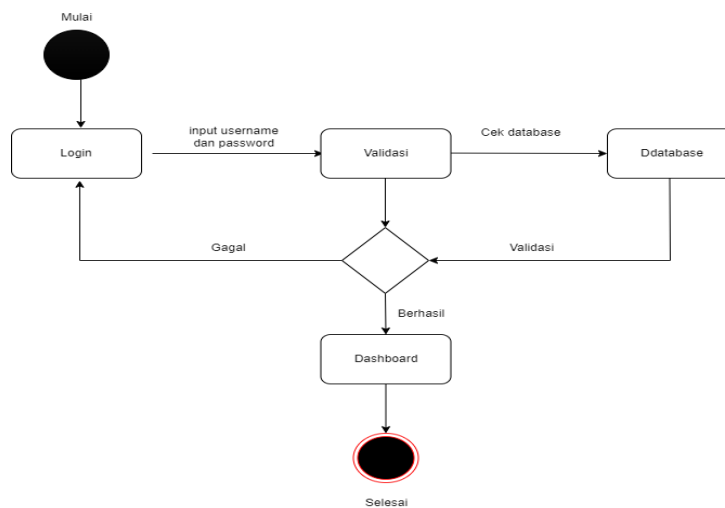 Mulai
Login
input username
dan password
Validasi
Cek database
Ddatabase
Gagal
Validasi
Berhasil
Dashboard
Selesai